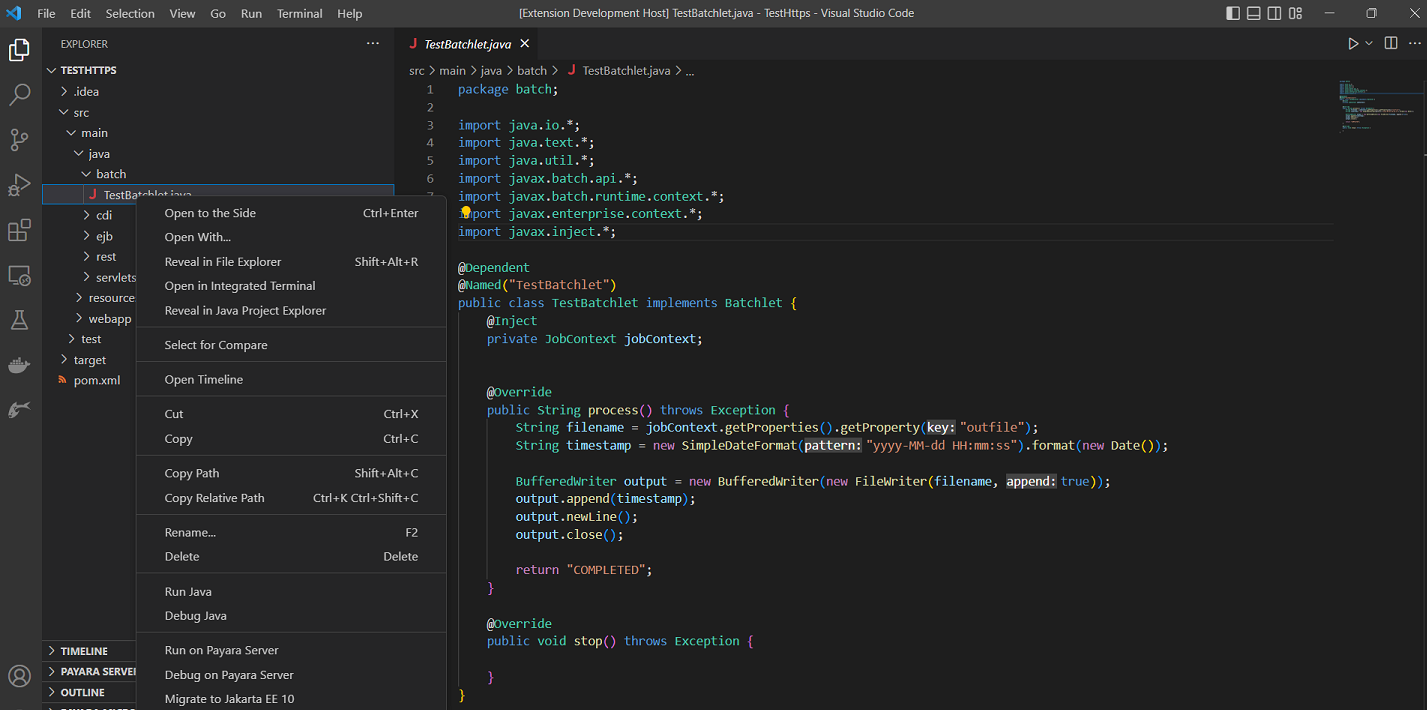 File Edit Selection View Go Run Terminal Help [Extension Development Host] TestBatchlet.java - TestHttps - Visual Studio Code
EXPLORER
TESTHTTPS
.idea
src
main
java
batch
TestBatchlet.java
cdi
ejb
rest
servlets
resource
webapp
test
target
pom.xml
TIMELINE
PAYARA SERVE
OUTLINE
Open to the Side Ctrl+Enter
Open With...
Reveal in File Explorer Shift+Alt+R
Open in Integrated Terminal
Reveal in Java Project Explorer
Select for Compare
Open Timeline
Cut Ctrl+X
Copy Ctrl+C
Copy Path Shift+Alt+C
Copy Relative Path Ctrl+K Ctrl+Shift+C
Rename... F2
Delete Delete
Run Java
Debug Java
Run on Payara Server
Debug on Payara Server
Migrate to Jakarta EE 10
J TestBatchlet.java
src > main > java > batch > J TestBatchlet.java > ...
1 package batch;
2
3 import java.io.*;
4 import java.text.*;
5 import java.util.*;
6 import javax.batch.api.*;
7 import javax.batch.runtime.context.*;
import javax.enterprise.context.*;
import javax.inject.*;
@Dependent
@Named("TestBatchlet")
public class TestBatchlet implements Batchlet {
@Inject
private JobContext jobContext;
@Override
public String process() throws Exception {
String filename = jobContext.getProperties().getProperty(key: "outfile");
String timestamp = new SimpleDateFormat(pattern: "yyyy-MM-dd HH:mm:ss").format(new Date());
BufferedWriter output = new BufferedWriter(new FileWriter(filename, append: true));
output.append(timestamp);
output.newLine();
output.close();
return "COMPLETED";
}
@Override
public void stop() throws Exception {
}
}